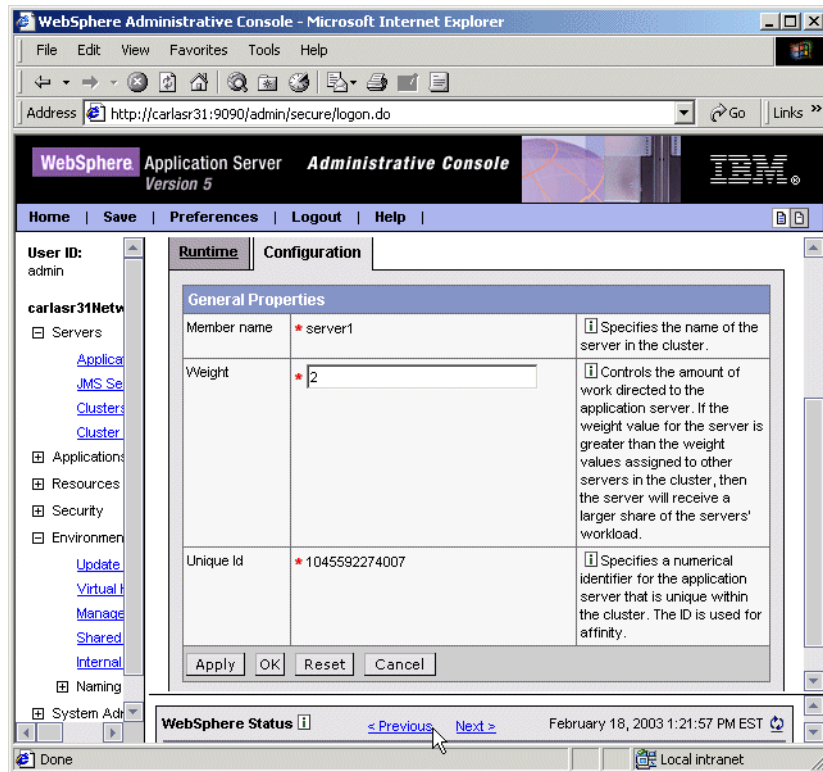 WebSphere Administrative Console - Microsoft Internet Explorer
File Edit View Favorites Tools Help
Address http://carlasr31:9090/admin/secure/logon.do Go Links »
WebSphere. Application Server Administrative Console
Version 5
IBM.
Home | Save | Preferences | Logout | Help |
User ID:
admin
carlasr31Netw
Servers
Applica
JMS Se
Clusters
Cluster
Applications
Resources
Security
Environmen
Update
Virtual H
Manage
Shared
Internal
Naming
System Adr
Runtime Configuration
General Properties
Member name * server1
i Specifies the name of the
server in the cluster.
Weight * 2
i Controls the amount of
work directed to the
application server. If the
weight value for the server is
greater than the weight
values assigned to other
servers in the cluster, then
the server will receive a
larger share of the servers'
workload.
Unique Id * 1045592274007
i Specifies a numerical
identifier for the application
server that is unique within
the cluster. The ID is used for
affinity.
Apply OK Reset Cancel
WebSphere Status i < Previous Next > February 18, 2003 1:21:57 PM EST
Done Local intranet